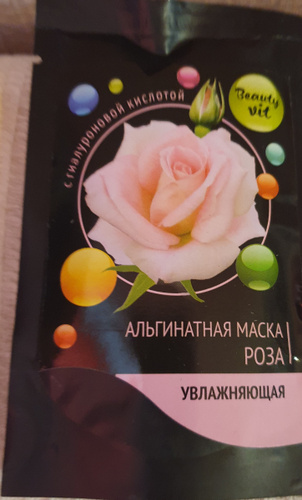 с гиалуроновой кислотой
Beauty
vit
АЛЬГИНАТНАЯ МАСКА
РОЗА
УВЛАЖНЯЮЩАЯ